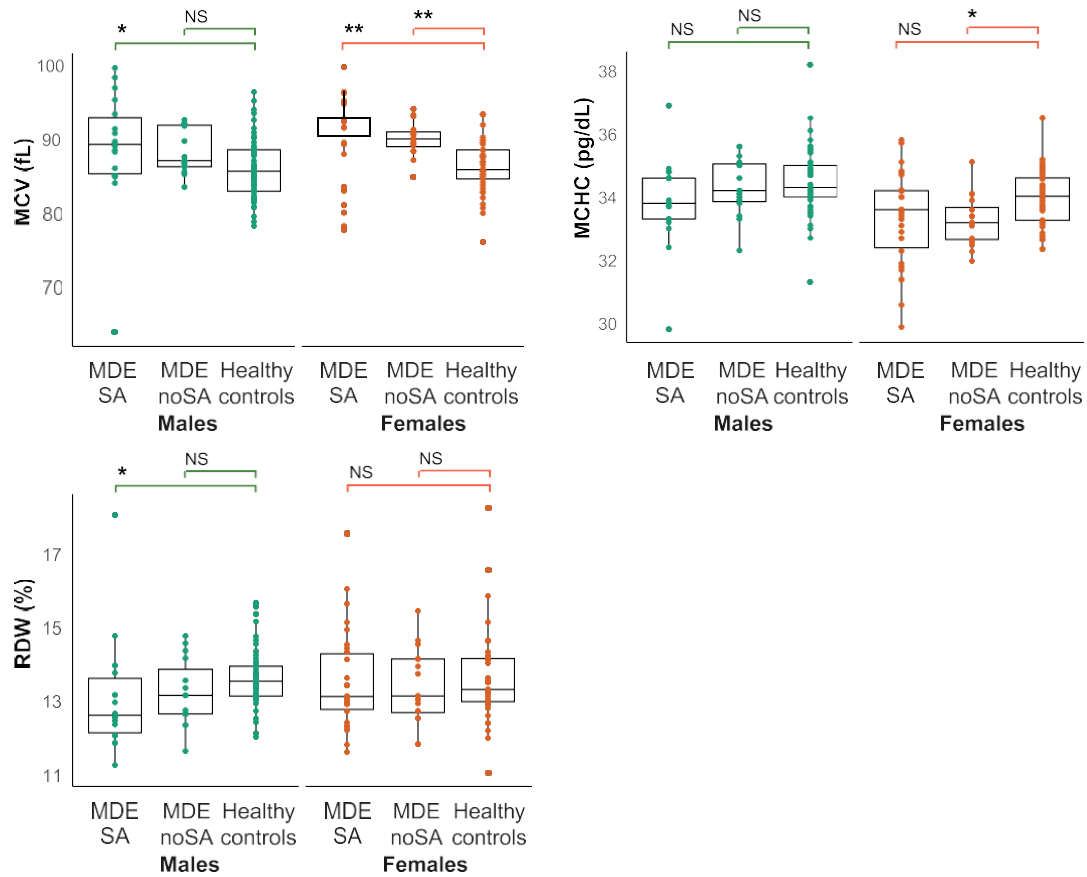 NS
*
**
**
MCV (fL)
100
90
80
70
MDE SA
MDE noSA
Healthy controls
MDE SA
MDE noSA
Healthy controls
Males
Females
NS
NS
NS
*
MCHC (pg/dL)
38
36
34
32
30
MDE SA
MDE noSA
Healthy controls
MDE SA
MDE noSA
Healthy controls
Males
Females
NS
*
NS
NS
RDW (%)
17
15
13
11
MDE SA
MDE noSA
Healthy controls
MDE SA
MDE noSA
Healthy controls
Males
Females